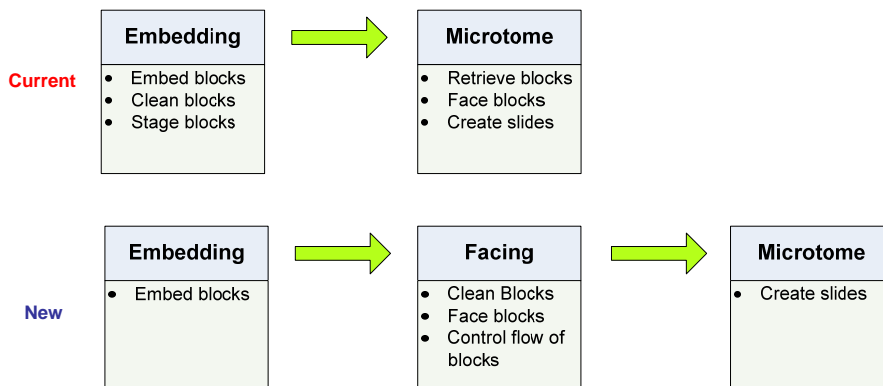 Embedding
Microtome
Current
• Embed blocks
• Clean blocks
• Stage blocks
• Retrieve blocks
• Face blocks
• Create slides
Embedding
Facing
Microtome
New
• Embed blocks
• Clean Blocks
• Face blocks
• Control flow of
blocks
• Create slides